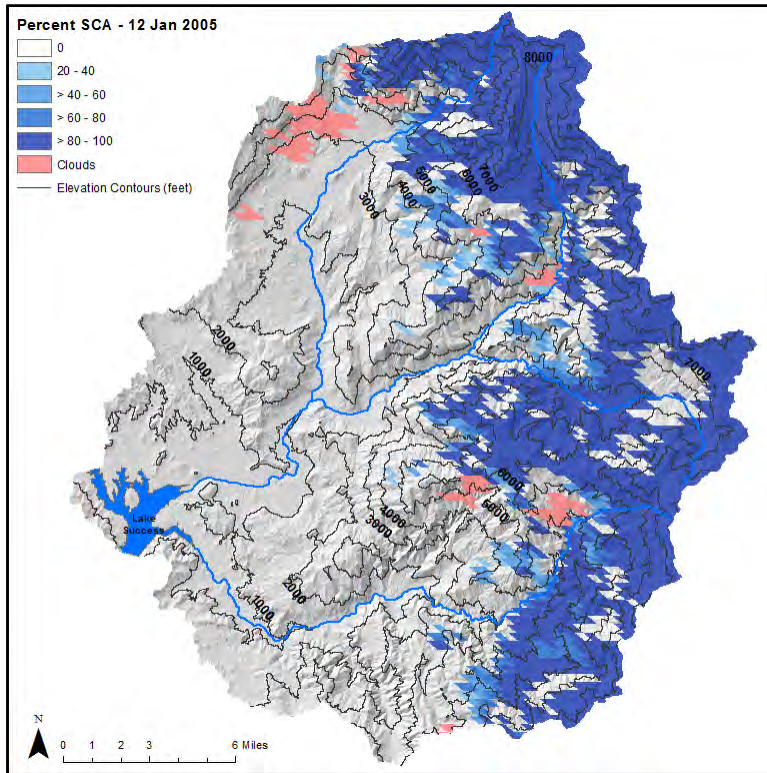 Percent SCA - 12 Jan 2005
0
20 - 40
> 40 - 60
> 60 - 80
> 80 - 100
Clouds
Elevation Contours (feet)
8000
7000
6000
5000
4000
3000
2000
1000
7000
6000
5000
4000
3000
Lake
Success
2000
1000
N
0 1 2 3 6 Miles